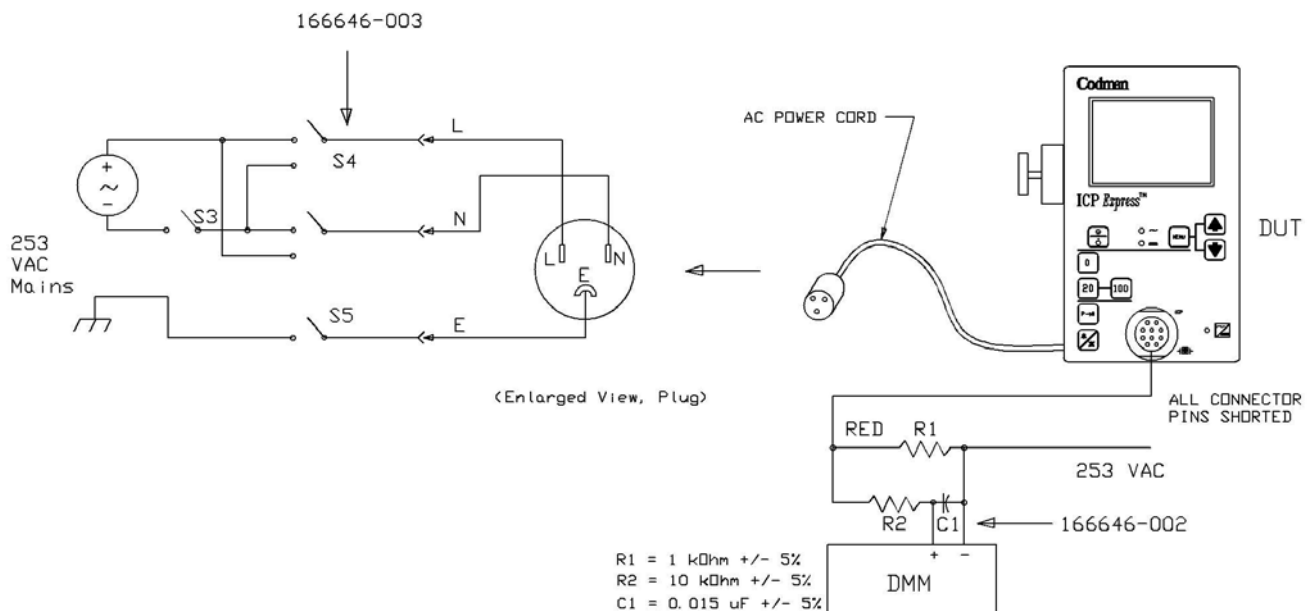 166646-003
L
S4
S3
N
253
VAC
Mains
S5
E
L
N
E
(Enlarged View, Plug)
AC POWER CORD
Codman
ICP Express™
MENU
0
20
100
DUT
ALL CONNECTOR
PINS SHORTED
RED
R1
253 VAC
R2
C1
166646-002
R1 = 1 kOhm +/- 5%
R2 = 10 kOhm +/- 5%
C1 = 0.015 uF +/- 5%
+
-
DMM